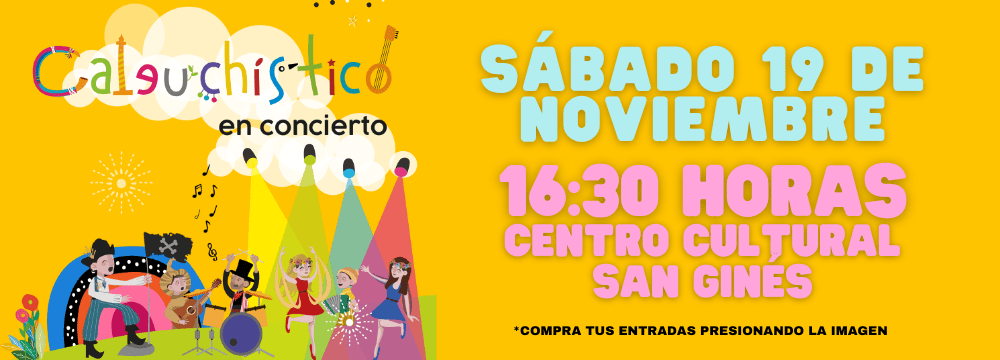 Caleuchístico
en concierto
SÁBADO 19 DE
NOVIEMBRE
16:30 HORAS
CENTRO CULTURAL
SAN GINÉS
*COMPRA TUS ENTRADAS PRESIONANDO LA IMAGEN